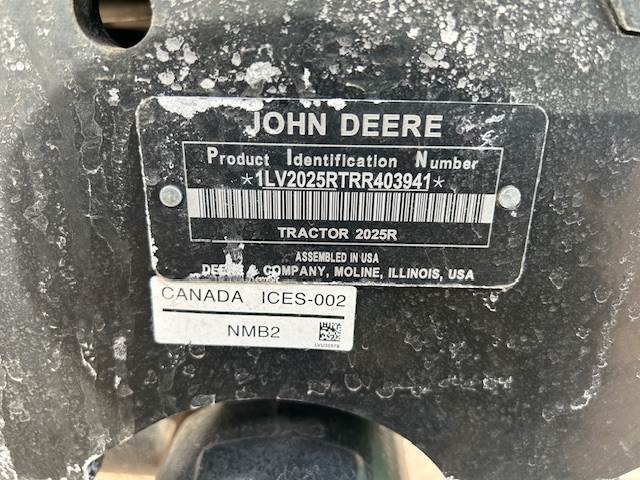 JOHN DEERE
Product Identification Number
*1LV2025RTRR403941*
TRACTOR 2025R
ASSEMBLED IN USA
DEERE & COMPANY, MOLINE, ILLINOIS, USA
CANADA ICES-002
NMB2